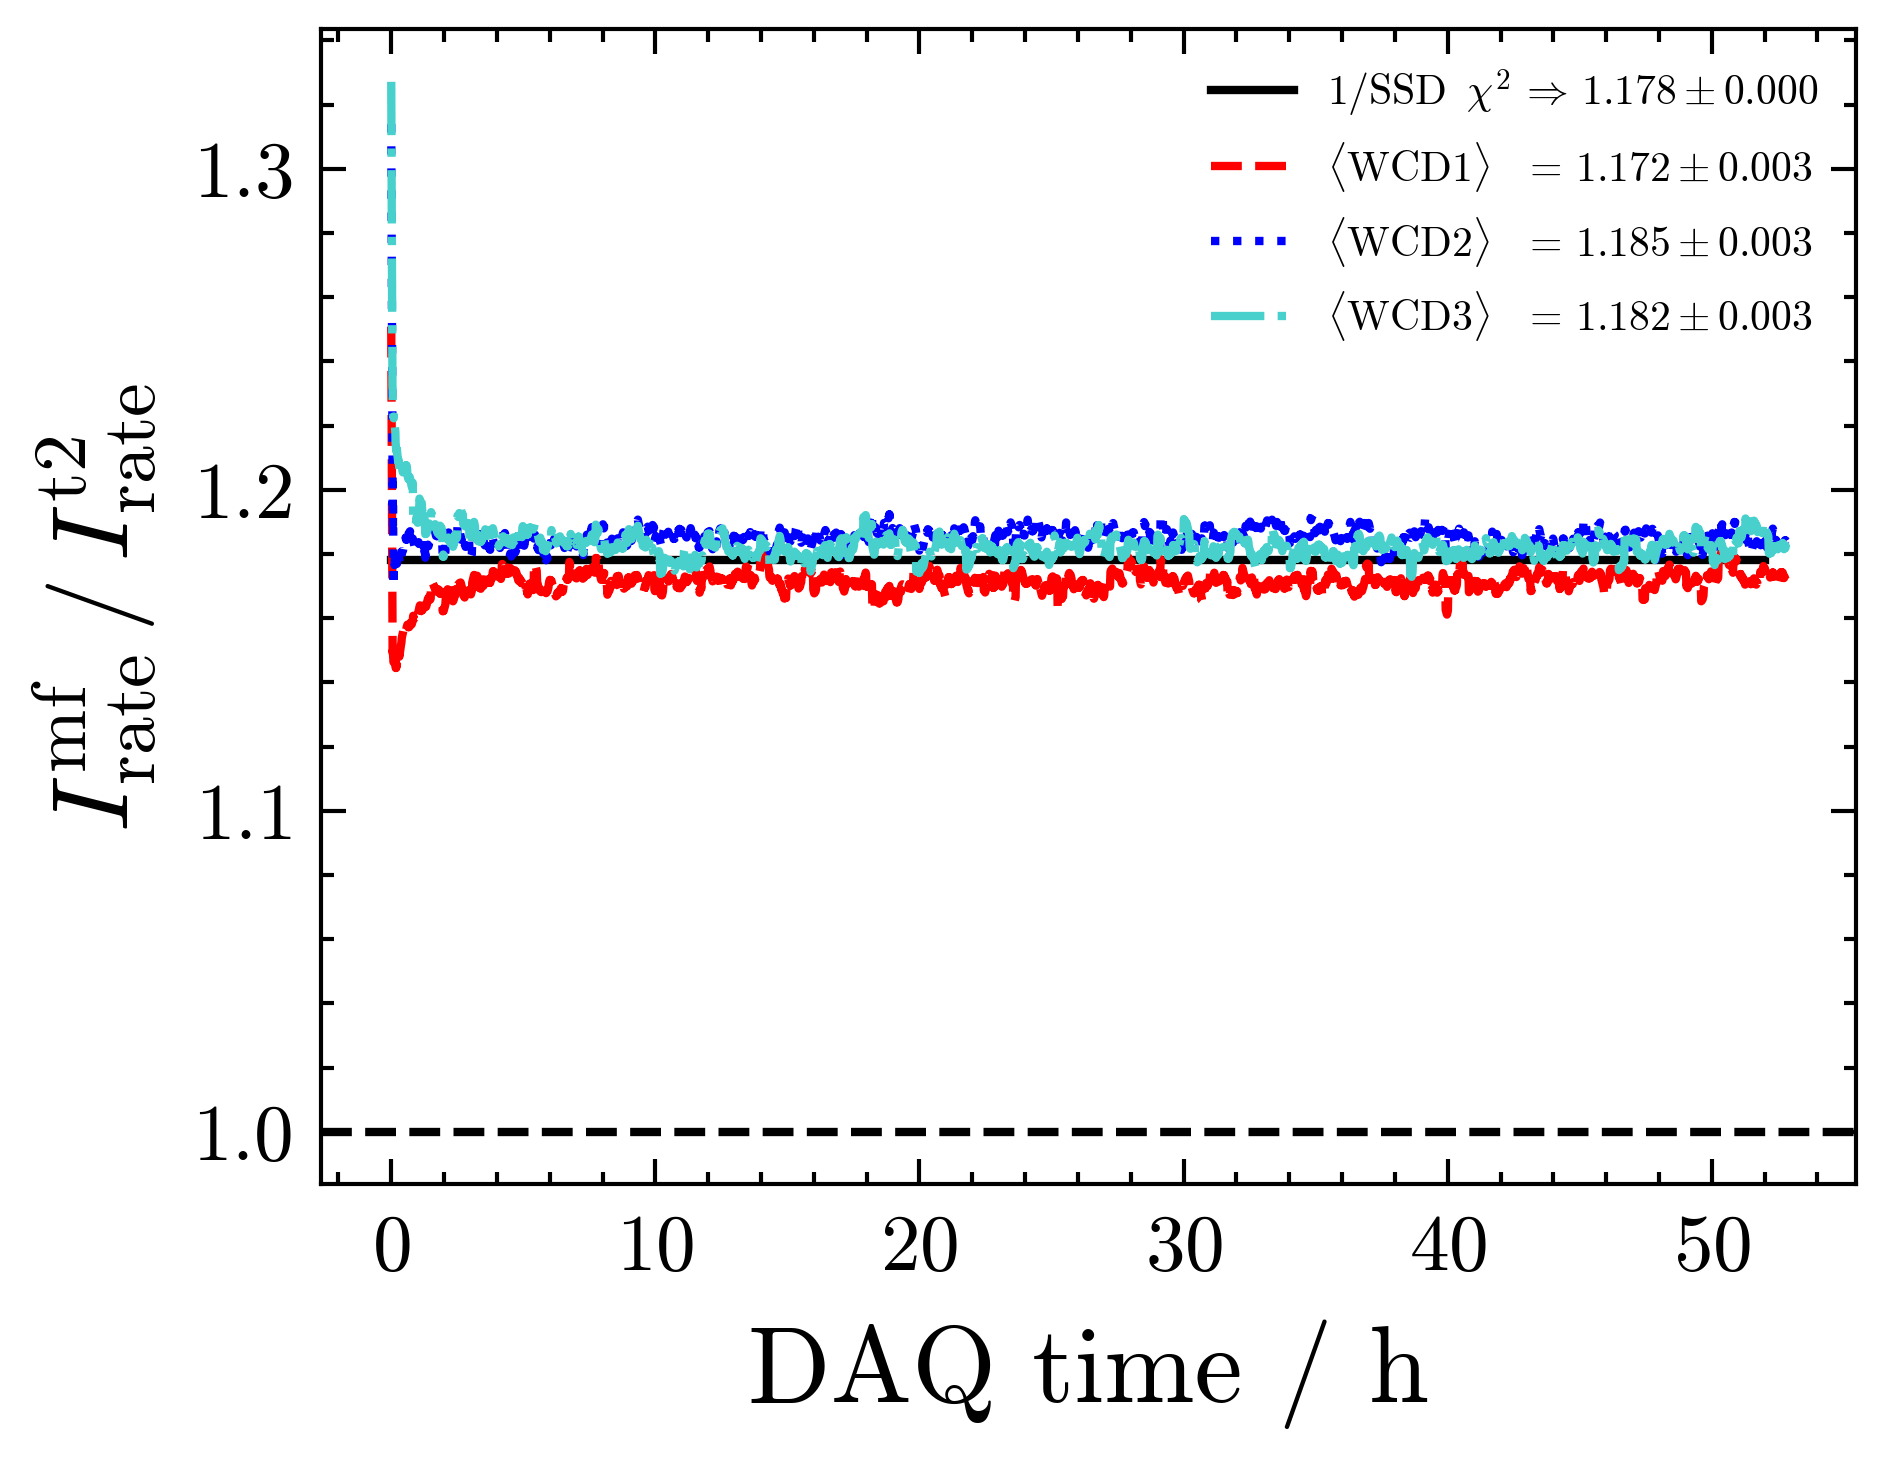 1/SSD χ² ⇒ 1.178 ± 0.000
⟨WCD1⟩ = 1.172 ± 0.003
⟨WCD2⟩ = 1.185 ± 0.003
⟨WCD3⟩ = 1.182 ± 0.003
1.3
1.2
1.1
1.0
I^mf_rate / I^t2_rate
0 10 20 30 40 50
DAQ time / h